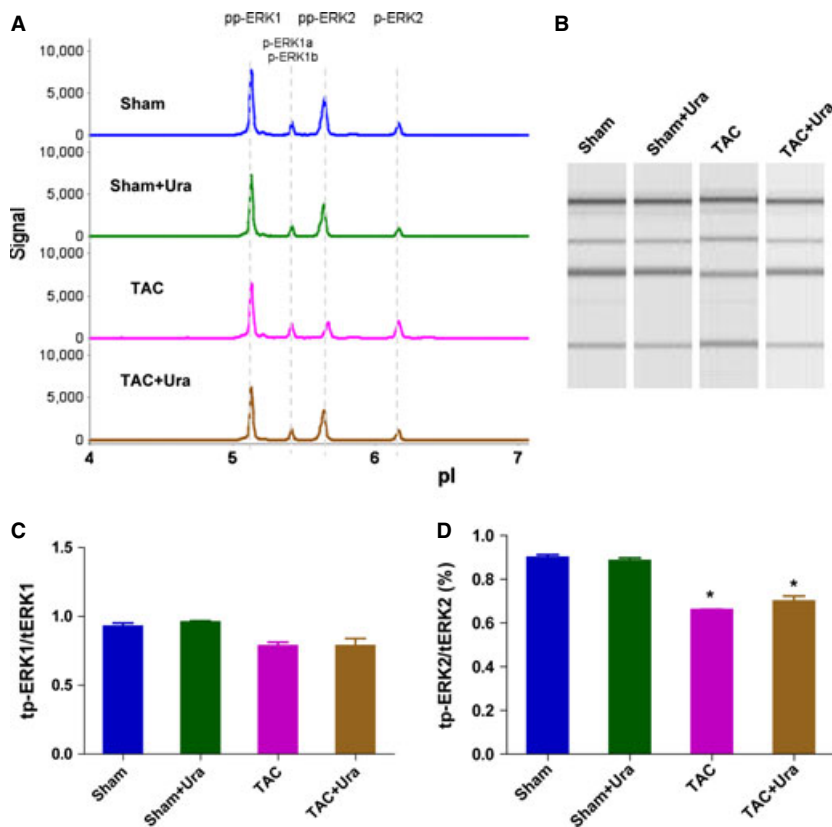 A
pp-ERK1 pp-ERK2 p-ERK2
p-ERK1a
p-ERK1b
Signal
10,000
5,000
0
Sham
10,000
5,000
0
Sham+Ura
10,000
5,000
0
TAC
10,000
5,000
0
TAC+Ura
4 5 6 7
pI
B
Sham Sham+Ura TAC TAC+Ura
C
tp-ERK1/tERK1
1.5
1.0
0.5
0.0
Sham Sham+Ura TAC TAC+Ura
D
tp-ERK2/tERK2 (%)
1.0
0.8
0.6
0.4
0.2
0.0
* *
Sham Sham+Ura TAC TAC+Ura